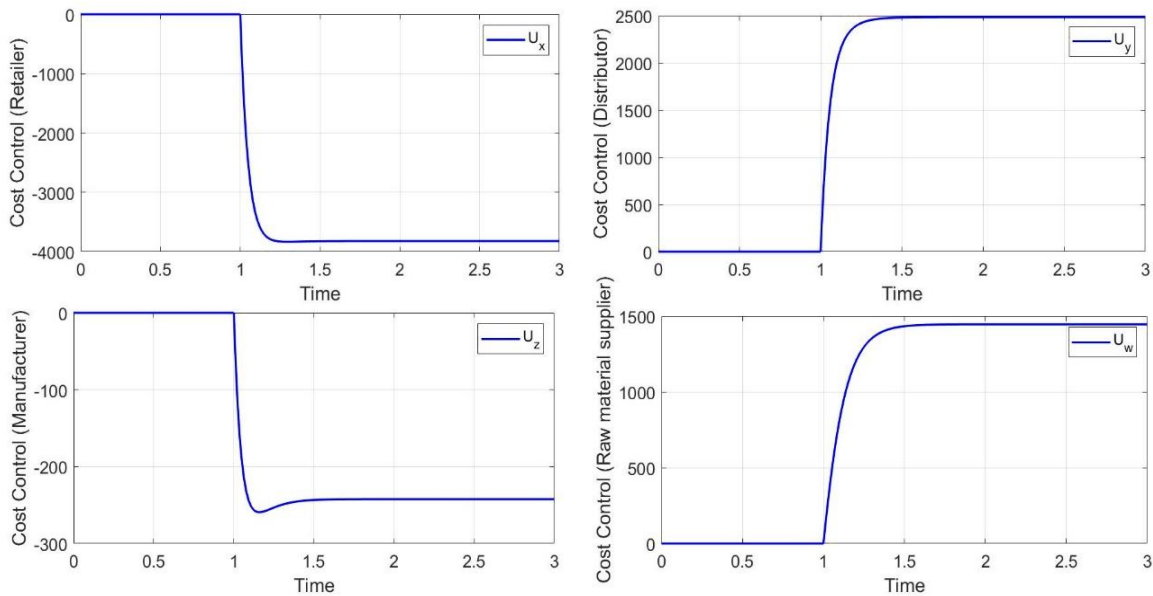 Cost Control (Retailer)
0
-1000
-2000
-3000
-4000
U_x
0 0.5 1 1.5 2 2.5 3
Time
Cost Control (Distributor)
2500
2000
1500
1000
500
0
U_y
0 0.5 1 1.5 2 2.5 3
Time
Cost Control (Manufacturer)
0
-100
-200
-300
U_z
0 0.5 1 1.5 2 2.5 3
Time
Cost Control (Raw material supplier)
1500
1000
500
0
U_w
0 0.5 1 1.5 2 2.5 3
Time